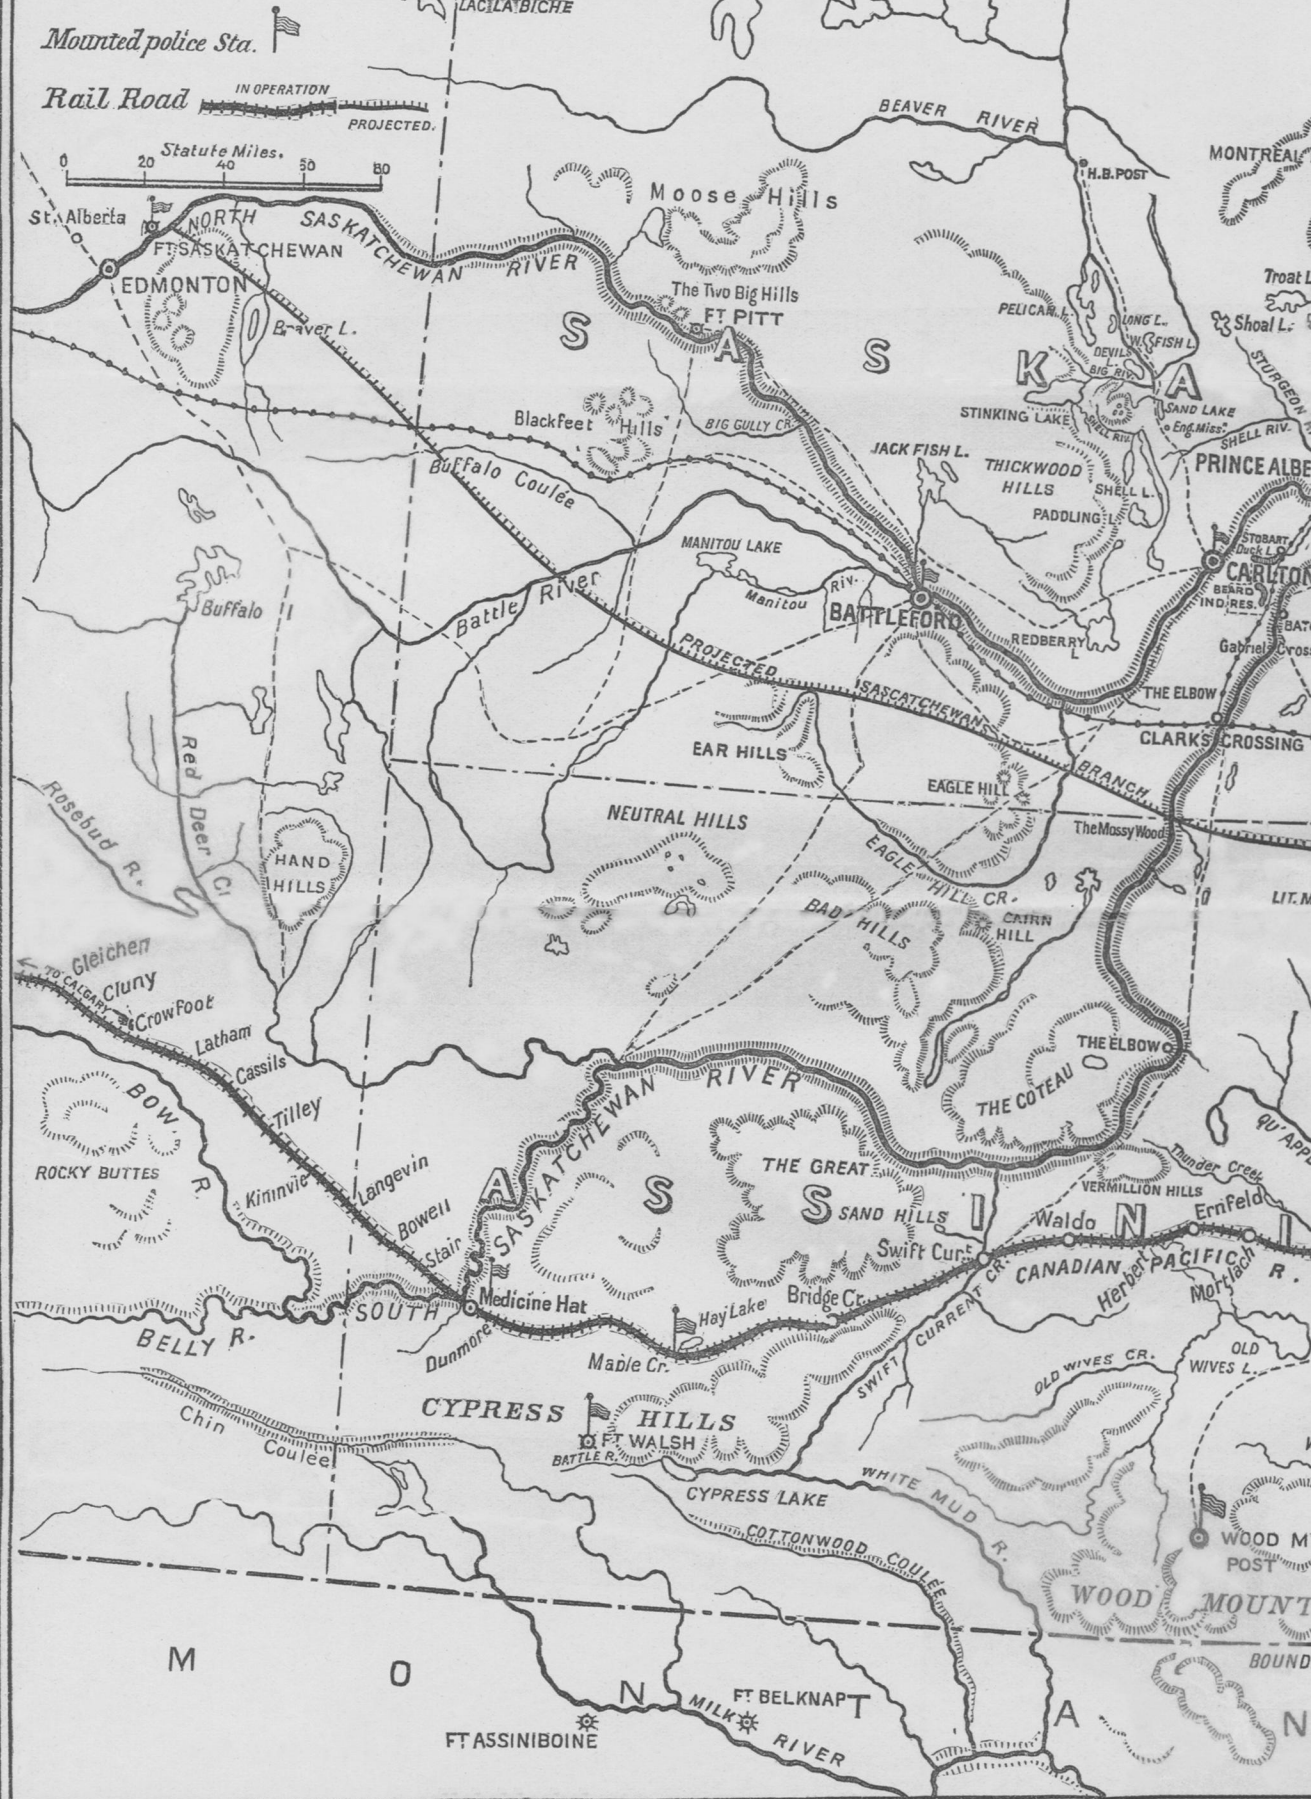 LAC LA BICHE
Mounted police Sta.
Rail Road
IN OPERATION
PROJECTED.
Statute Miles.
0 20 40 60 80
BEAVER RIVER
H.B. POST
MONTREAL
Moose Hills
St. Alberta
NORTH SASKATCHEWAN RIVER
FT SASKATCHEWAN
EDMONTON
Beaver L.
The Two Big Hills
FT PITT
S A S K A
Troat L
Shoal L.
PELICAN L.
LONG L.
W. FISH L.
DEVILS L.
BIG RIV.
STURGEON
SAND LAKE
STINKING LAKE
Eng. Miss.
SHELL RIV.
SHELL RIV.
Blackfeet Hills
BIG GULLY CR.
JACK FISH L.
THICKWOOD
HILLS
PRINCE ALBE
SHELL L.
PADDLING L.
Buffalo Coulée
MANITOU LAKE
Manitou Riv.
STOBART
Duck L.
CARLTON
BEARD
IND. RES.
BATTLEFORD
Battle River
Buffalo
REDBERRY
L
BAT
Gabriel Cross
PROJECTED SASCATCHEWAN BRANCH
THE ELBOW
CLARKS CROSSING
EAR HILLS
EAGLE HILL
Red Deer C.
Rosebud R.
NEUTRAL HILLS
The Mossy Wood
HAND
HILLS
EAGLE HILL CR.
BAD HILLS
CAIRN
HILL
LIT. M
TO CALGARY
Gleichen
Cluny
Crowfoot
Latham
Cassils
Tilley
THE ELBOW
THE COTEAU
BOW R.
SASKATCHEWAN RIVER
QU'APP
ROCKY BUTTES
Kininvie
Langevin
Bowell
Stair
THE GREAT
SAND HILLS
Thunder Creek
VERMILLION HILLS
A S S I N I
Waldo
Ernfeld
Swift Curt.
CANADIAN PACIFIC R.
Herbert
Mortlach
Bridge Cr.
Hay Lake
Medicine Hat
SOUTH
BELLY R.
Dunmore
Maple Cr.
SWIFT CURRENT CR.
OLD WIVES CR.
OLD
WIVES L.
CYPRESS HILLS
FT WALSH
BATTLE R.
Chin Coulée
CYPRESS LAKE
WHITE MUD R.
COTTONWOOD COULÉE
WOOD M
POST
WOOD MOUNT
BOUND
M O N T A N
FT BELKNAP
MILK RIVER
FT ASSINIBOINE